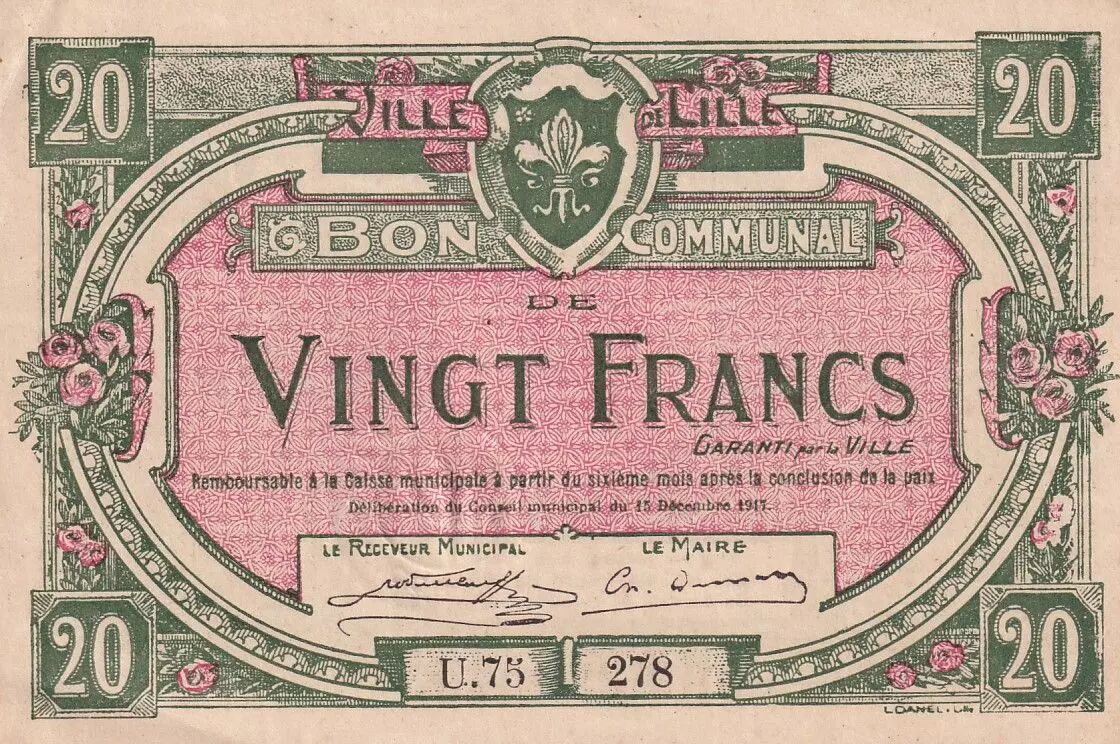 20 20
VILLE DE LILLE
BON COMMUNAL
DE
VINGT FRANCS
GARANTI par la VILLE
Remboursable à la Caisse municipale à partir du sixième mois après la conclusion de la paix
Délibération du Conseil municipal du 15 Décembre 1917.
LE RECEVEUR MUNICIPAL LE MAIRE
20 U.75 278 20
L.DANEL.